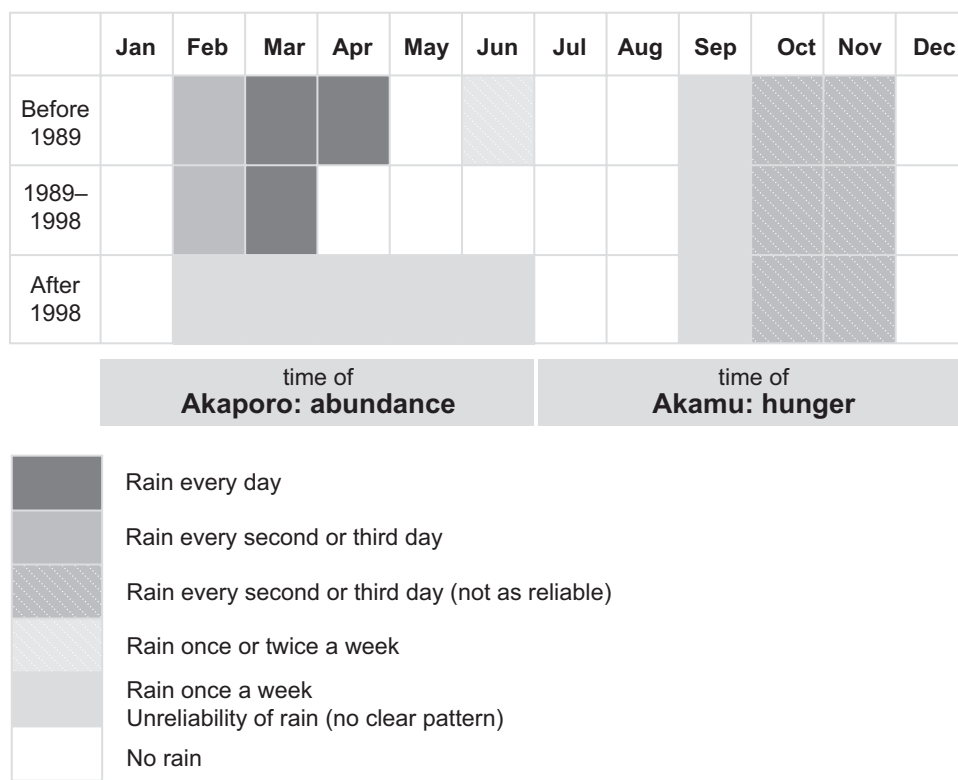 Jan Feb Mar Apr May Jun Jul Aug Sep Oct Nov Dec
Before
1989
1989–
1998
After
1998
time of
Akaporo: abundance
time of
Akamu: hunger
Rain every day
Rain every second or third day
Rain every second or third day (not as reliable)
Rain once or twice a week
Rain once a week
Unreliability of rain (no clear pattern)
No rain